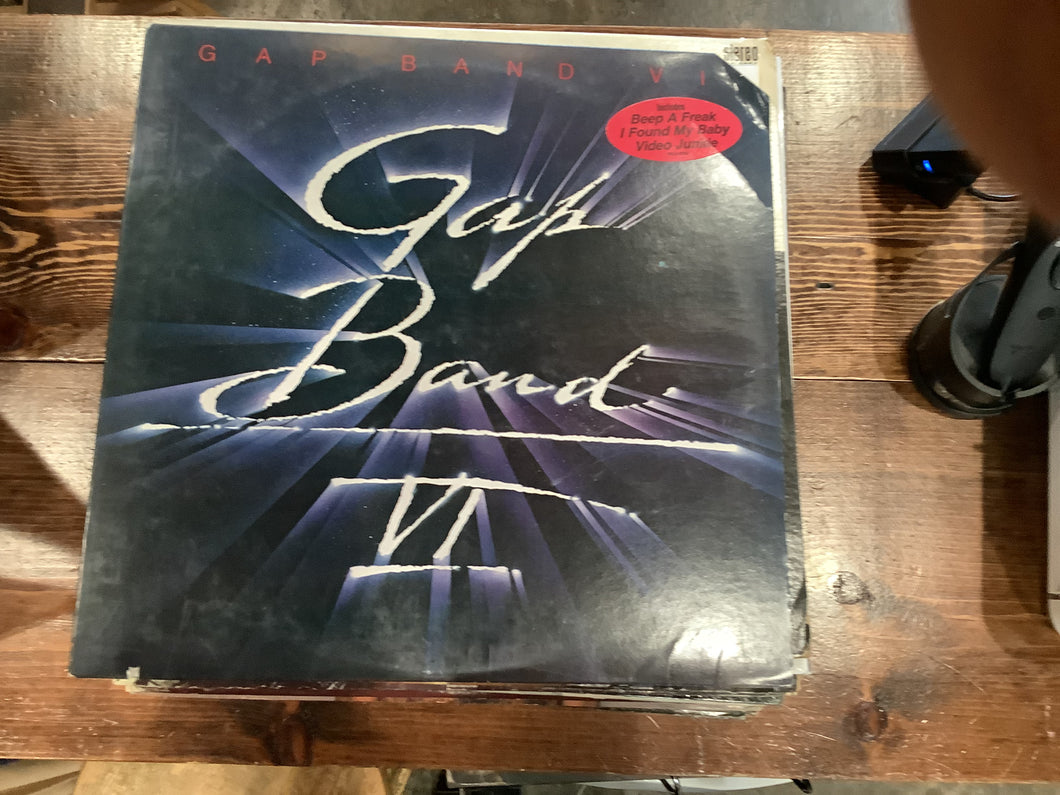 GAP BAND VI
stereo
Includes
Beep A Freak
I Found My Baby
Video Junkie
Gap
Band
VI